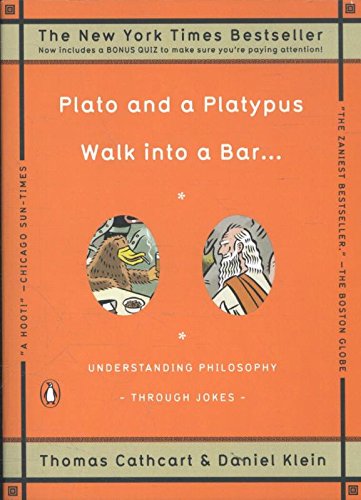 The New York Times Bestseller
Now includes a BONUS QUIZ to make sure you're paying attention!
Plato and a Platypus
Walk into a Bar...
*
*
UNDERSTANDING PHILOSOPHY
- THROUGH JOKES -
"A HOOT!" —CHICAGO SUN-TIMES
"THE ZANIEST BESTSELLER." —THE BOSTON GLOBE
Thomas Cathcart & Daniel Klein